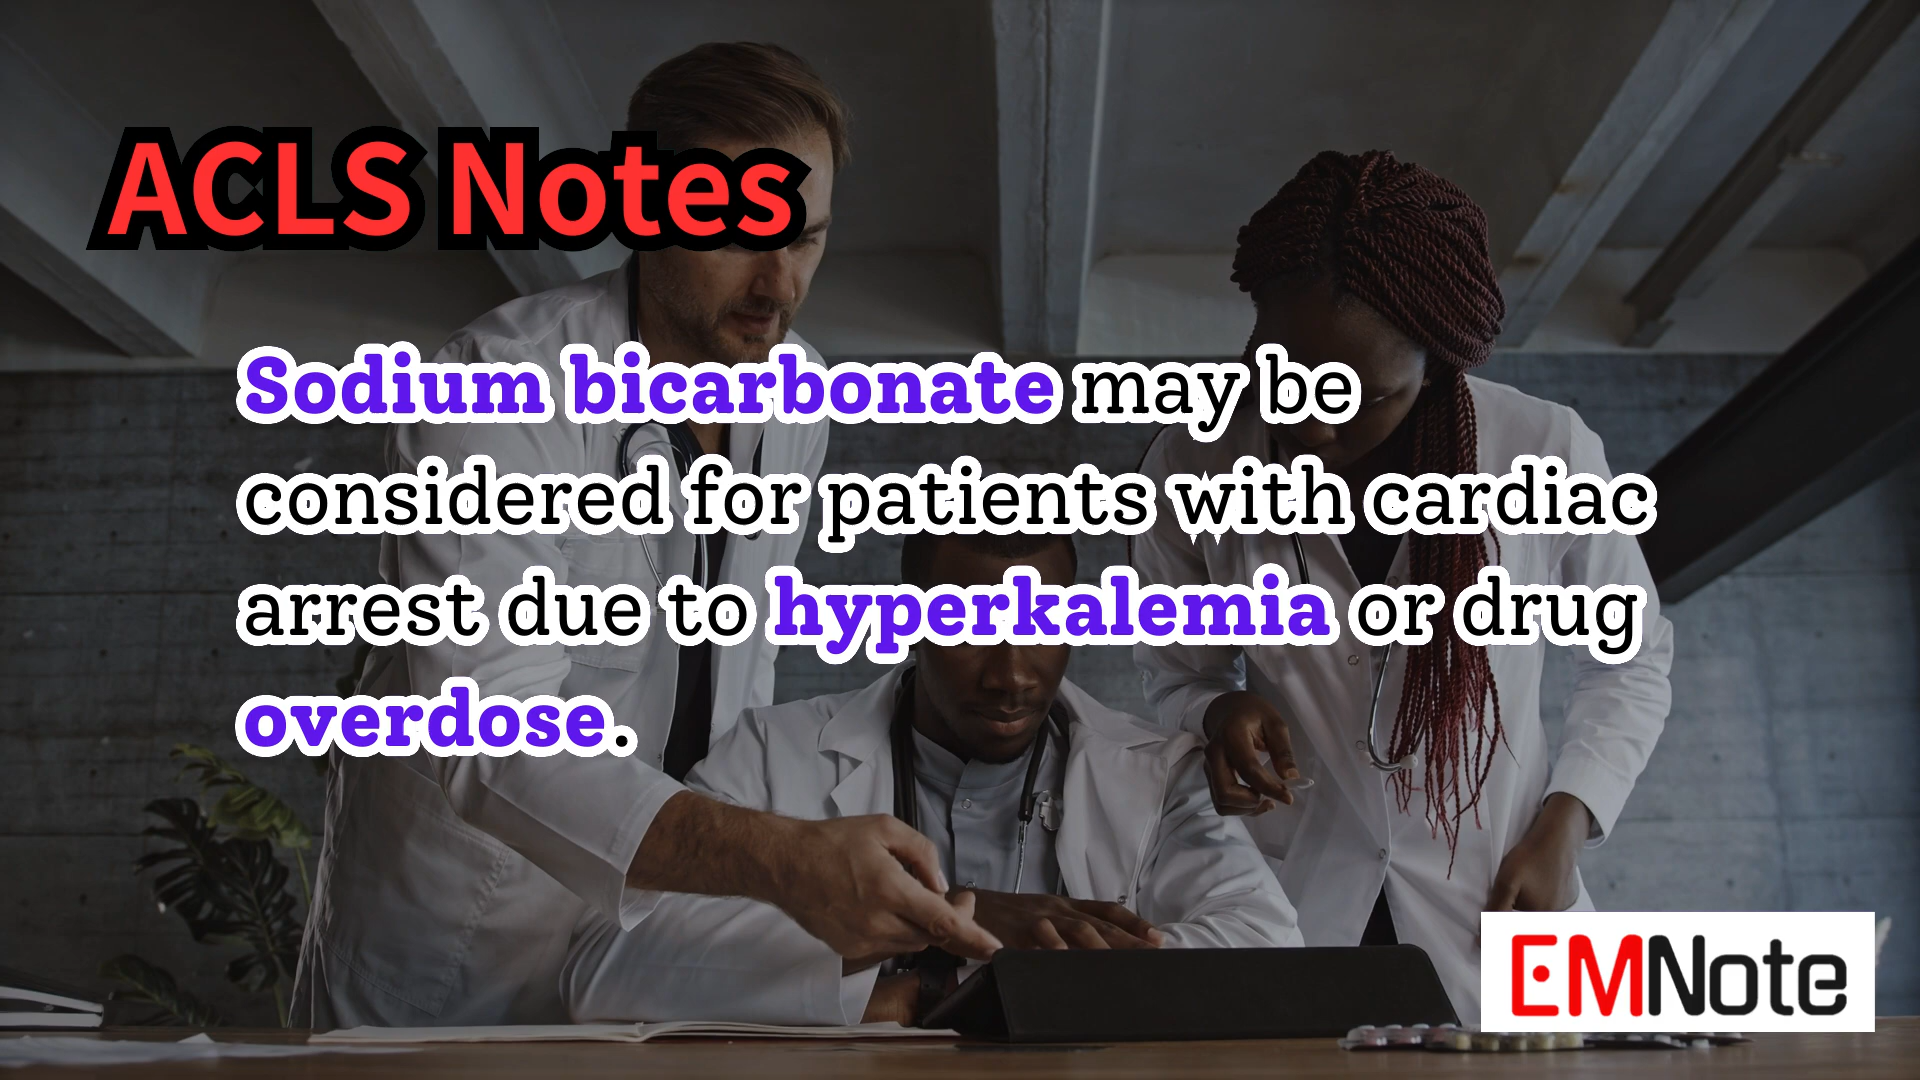 ACLS Notes
Sodium bicarbonate may be
considered for patients with cardiac
arrest due to hyperkalemia or drug
overdose.
EMNote